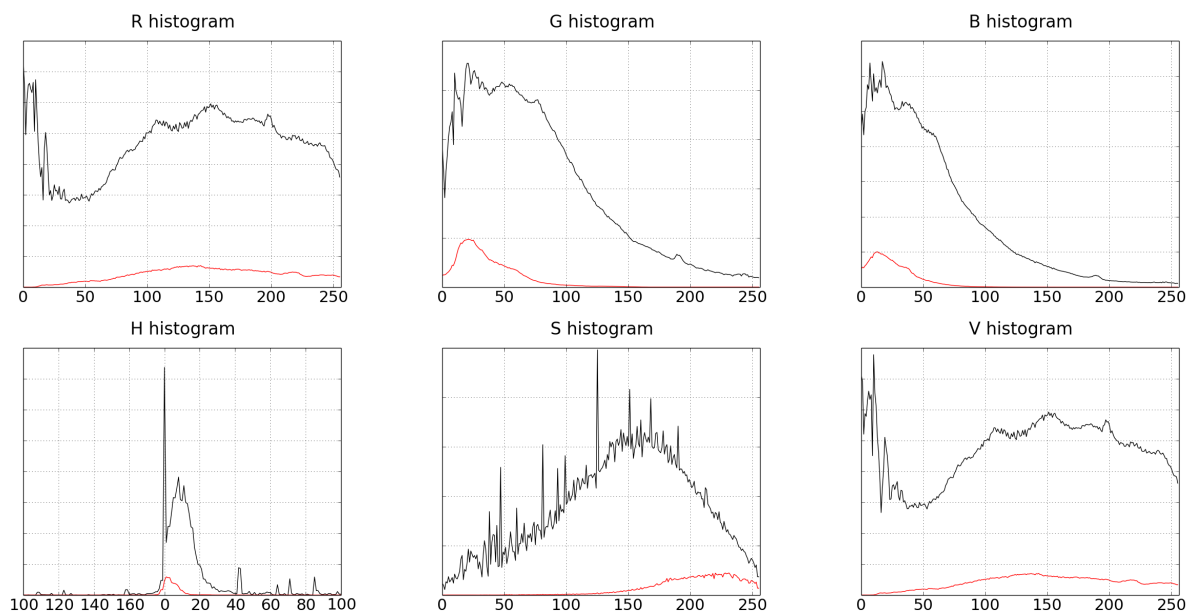 R histogram G histogram B histogram
0 50 100 150 200 250 0 50 100 150 200 250 0 50 100 150 200 250
H histogram S histogram V histogram
100 120 140 160 0 20 40 60 80 100 0 50 100 150 200 250 0 50 100 150 200 250